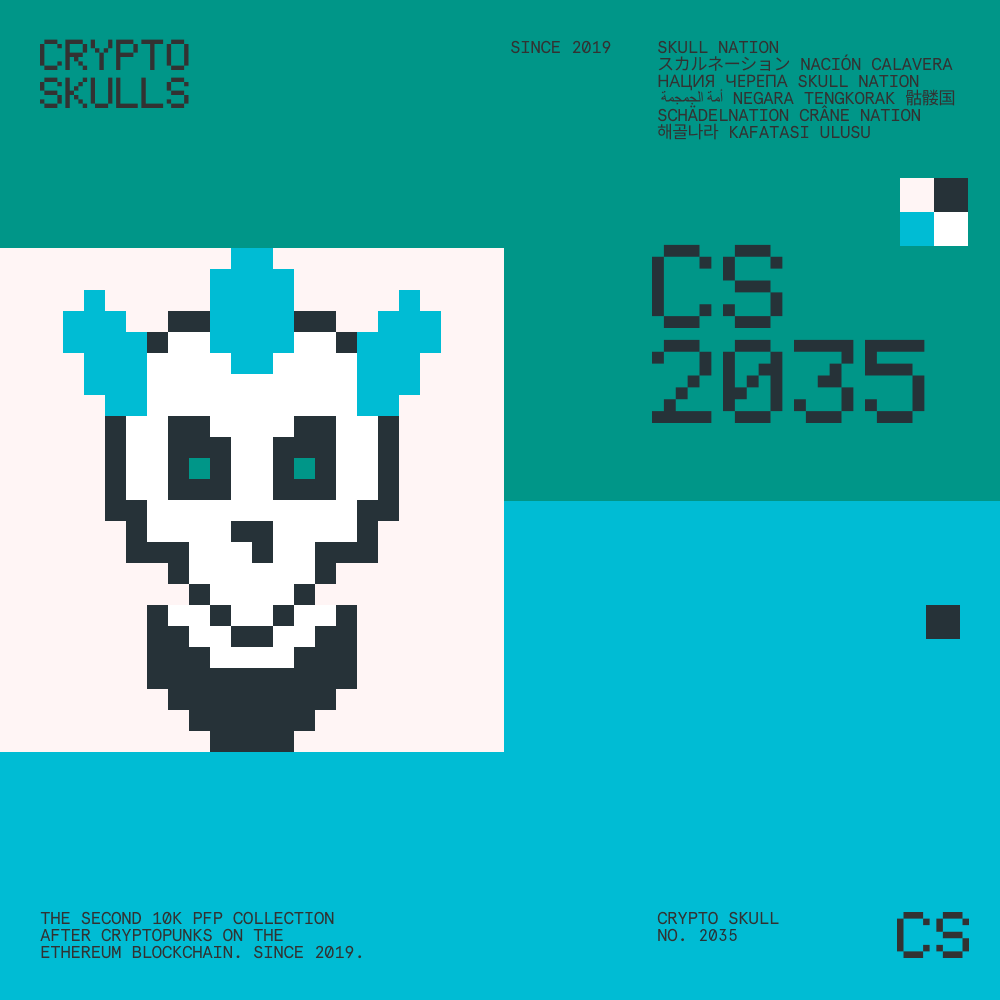 CRYPTO
SKULLS
SINCE 2019
SKULL NATION
スカルネーション NACIÓN CALAVERA
НАЦИЯ ЧЕРЕПА SKULL NATION
أمة الجمجمة NEGARA TENGKORAK 骷髅国
SCHÄDELNATION CRÂNE NATION
해골나라 KAFATASI ULUSU
CS
2035
THE SECOND 10K PFP COLLECTION
AFTER CRYPTOPUNKS ON THE
ETHEREUM BLOCKCHAIN. SINCE 2019.
CRYPTO SKULL
NO. 2035
CS